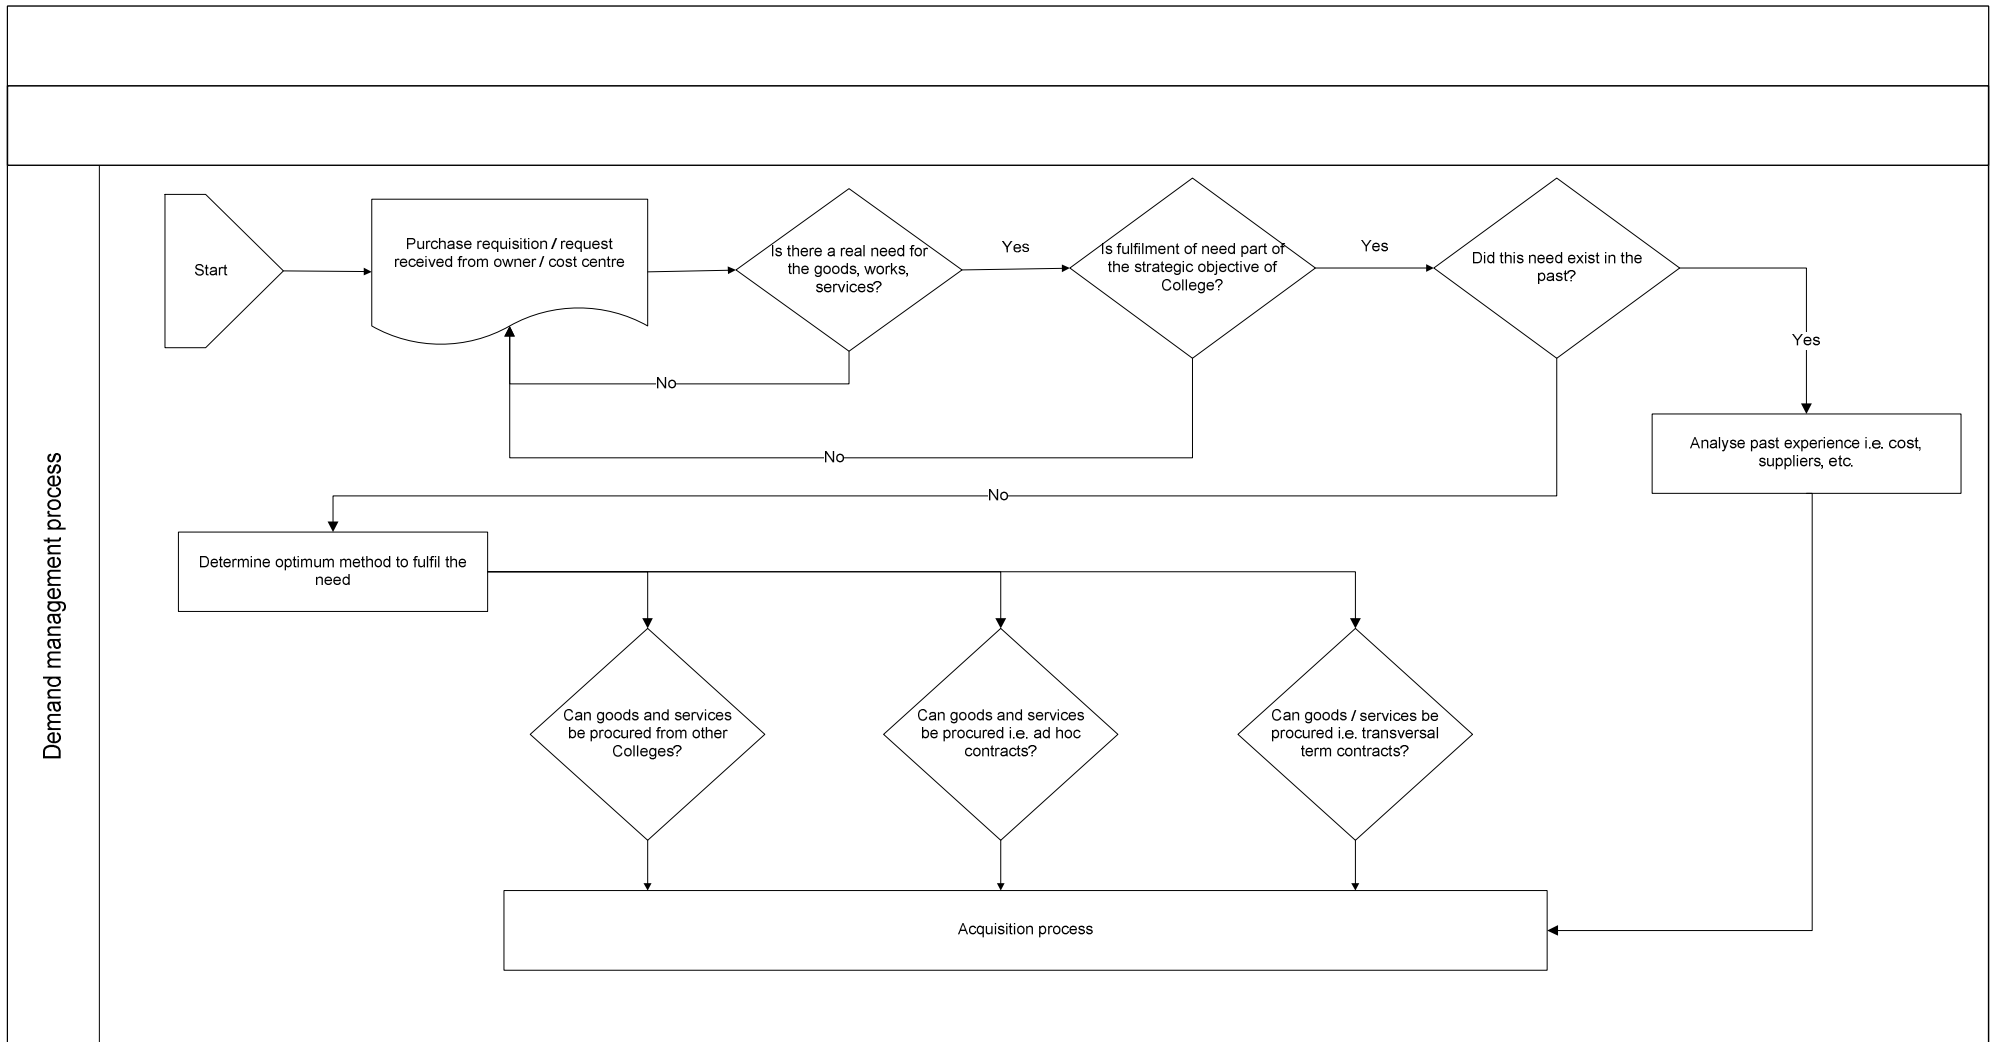 Demand management process
Start
Purchase requisition / request
received from owner / cost centre
Is there a real need for
the goods, works,
services?
Yes
Is fulfilment of need part of
the strategic objective of
College?
Yes
Did this need exist in the
past?
Yes
No
No
No
Analyse past experience i.e. cost,
suppliers, etc.
Determine optimum method to fulfil the
need
Can goods and services
be procured from other
Colleges?
Can goods and services
be procured i.e. ad hoc
contracts?
Can goods / services be
procured i.e. transversal
term contracts?
Acquisition process